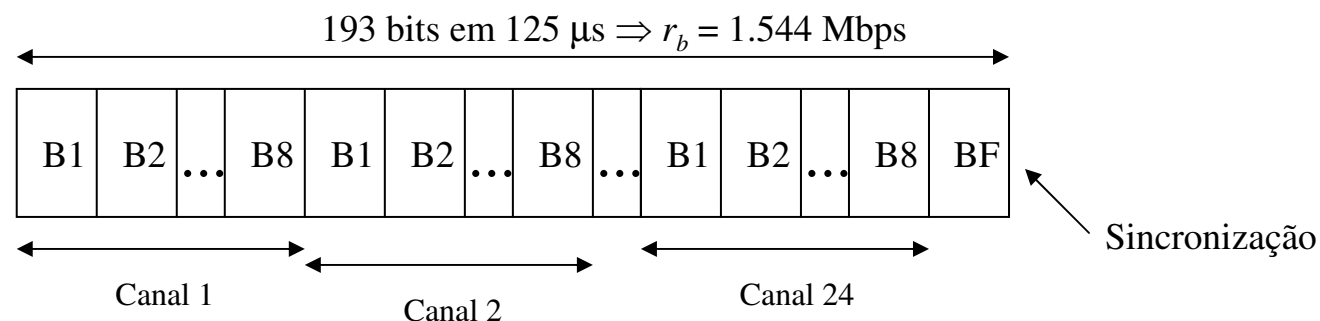 193 bits em 125 μs ⇒ r_b = 1.544 Mbps
B1 B2 ... B8 B1 B2 ... B8 ... B1 B2 ... B8 BF
Sincronização
Canal 1 Canal 2 Canal 24